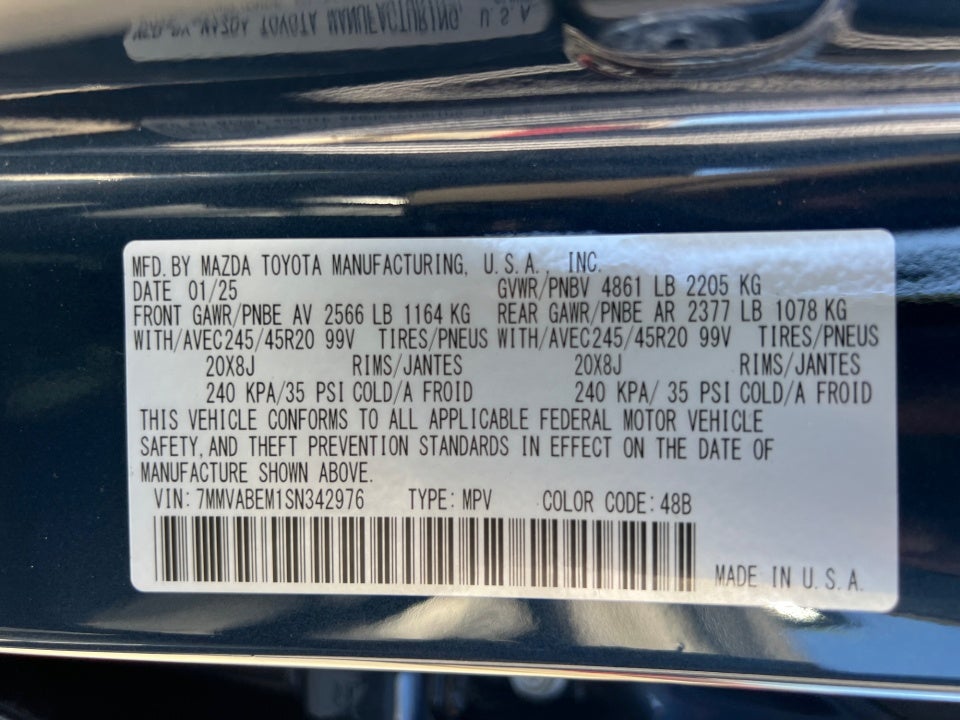 MFD. BY MAZDA TOYOTA MANUFACTURING, U.S.A., INC.
DATE 01/25 GVWR/PNBV 4861 LB 2205 KG
FRONT GAWR/PNBE AV 2566 LB 1164 KG REAR GAWR/PNBE AR 2377 LB 1078 KG
WITH/AVEC245/45R20 99V TIRES/PNEUS WITH/AVEC245/45R20 99V TIRES/PNEUS
20X8J RIMS/JANTES 20X8J RIMS/JANTES
240 KPA/35 PSI COLD/A FROID 240 KPA/ 35 PSI COLD/A FROID
THIS VEHICLE CONFORMS TO ALL APPLICABLE FEDERAL MOTOR VEHICLE
SAFETY, AND THEFT PREVENTION STANDARDS IN EFFECT ON THE DATE OF
MANUFACTURE SHOWN ABOVE.
VIN: 7MMVABEM1SN342976 TYPE: MPV COLOR CODE: 48B
MADE IN U.S.A.